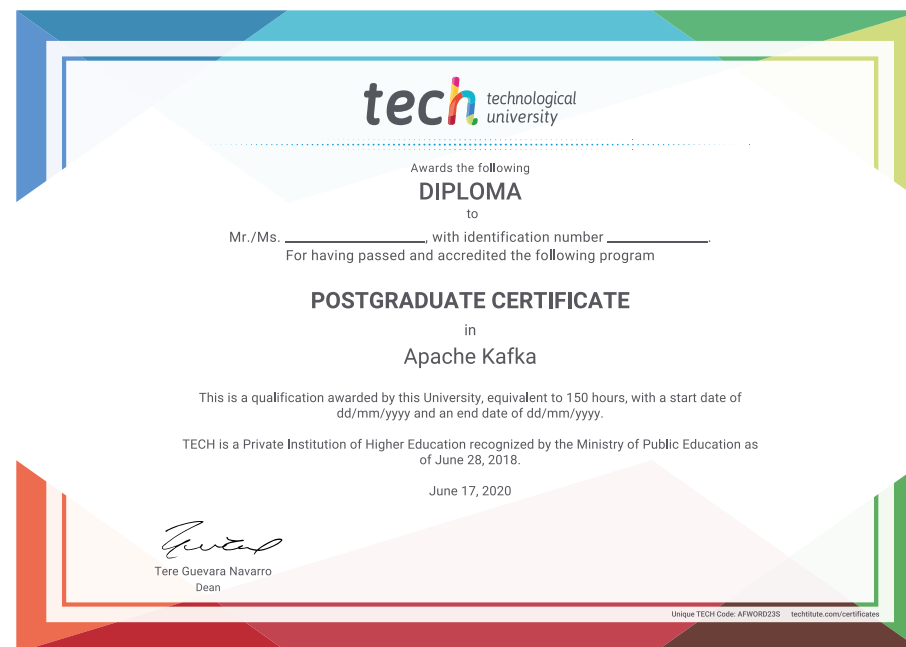 tech technological
university
Awards the following
DIPLOMA
to
Mr./Ms. ____________________, with identification number ______________.
For having passed and accredited the following program
POSTGRADUATE CERTIFICATE
in
Apache Kafka
This is a qualification awarded by this University, equivalent to 150 hours, with a start date of
dd/mm/yyyy and an end date of dd/mm/yyyy.
TECH is a Private Institution of Higher Education recognized by the Ministry of Public Education as
of June 28, 2018.
June 17, 2020
Tere Guevara Navarro
Dean
Unique TECH Code: AFWORD23S techtitute.com/certificates